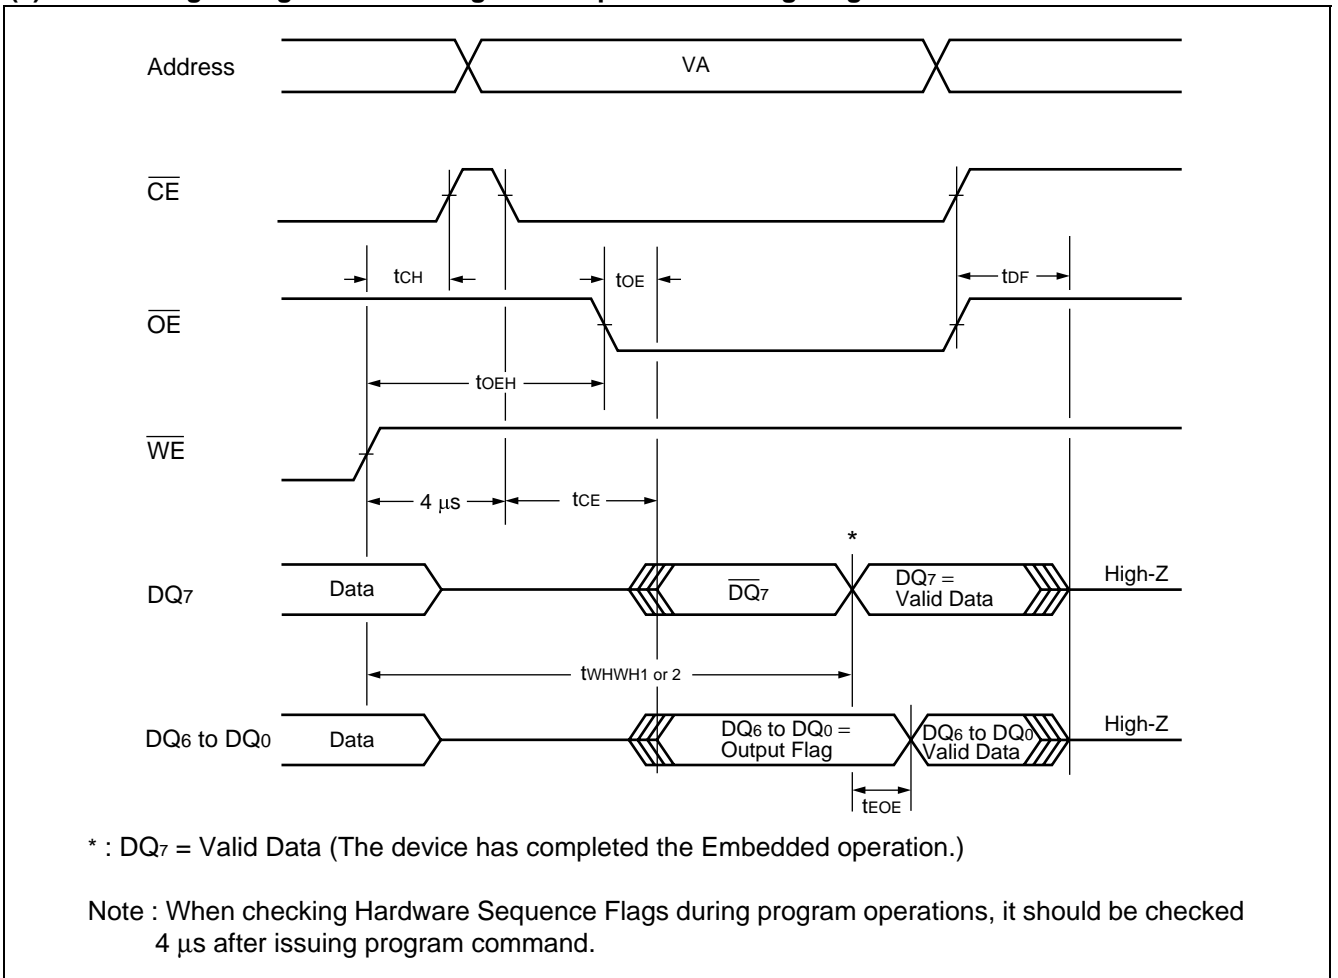 Address
VA
CE
tCH
tOE
tDF
OE
tOEH
WE
4 μs
tCE
*
DQ7
Data
DQ7
DQ7 =
Valid Data
High-Z
tWHWH1 or 2
DQ6 to DQ0
Data
DQ6 to DQ0 =
Output Flag
DQ6 to DQ0
Valid Data
High-Z
tEOE
* : DQ7 = Valid Data (The device has completed the Embedded operation.)
Note : When checking Hardware Sequence Flags during program operations, it should be checked
4 μs after issuing program command.